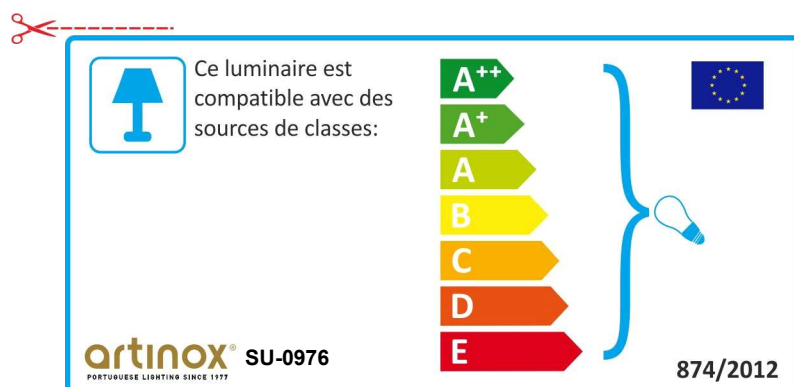 Ce luminaire est
compatible avec des
sources de classes:
A++
A+
A
B
C
D
E
artinox® SU-0976
PORTUGUESE LIGHTING SINCE 1977
874/2012